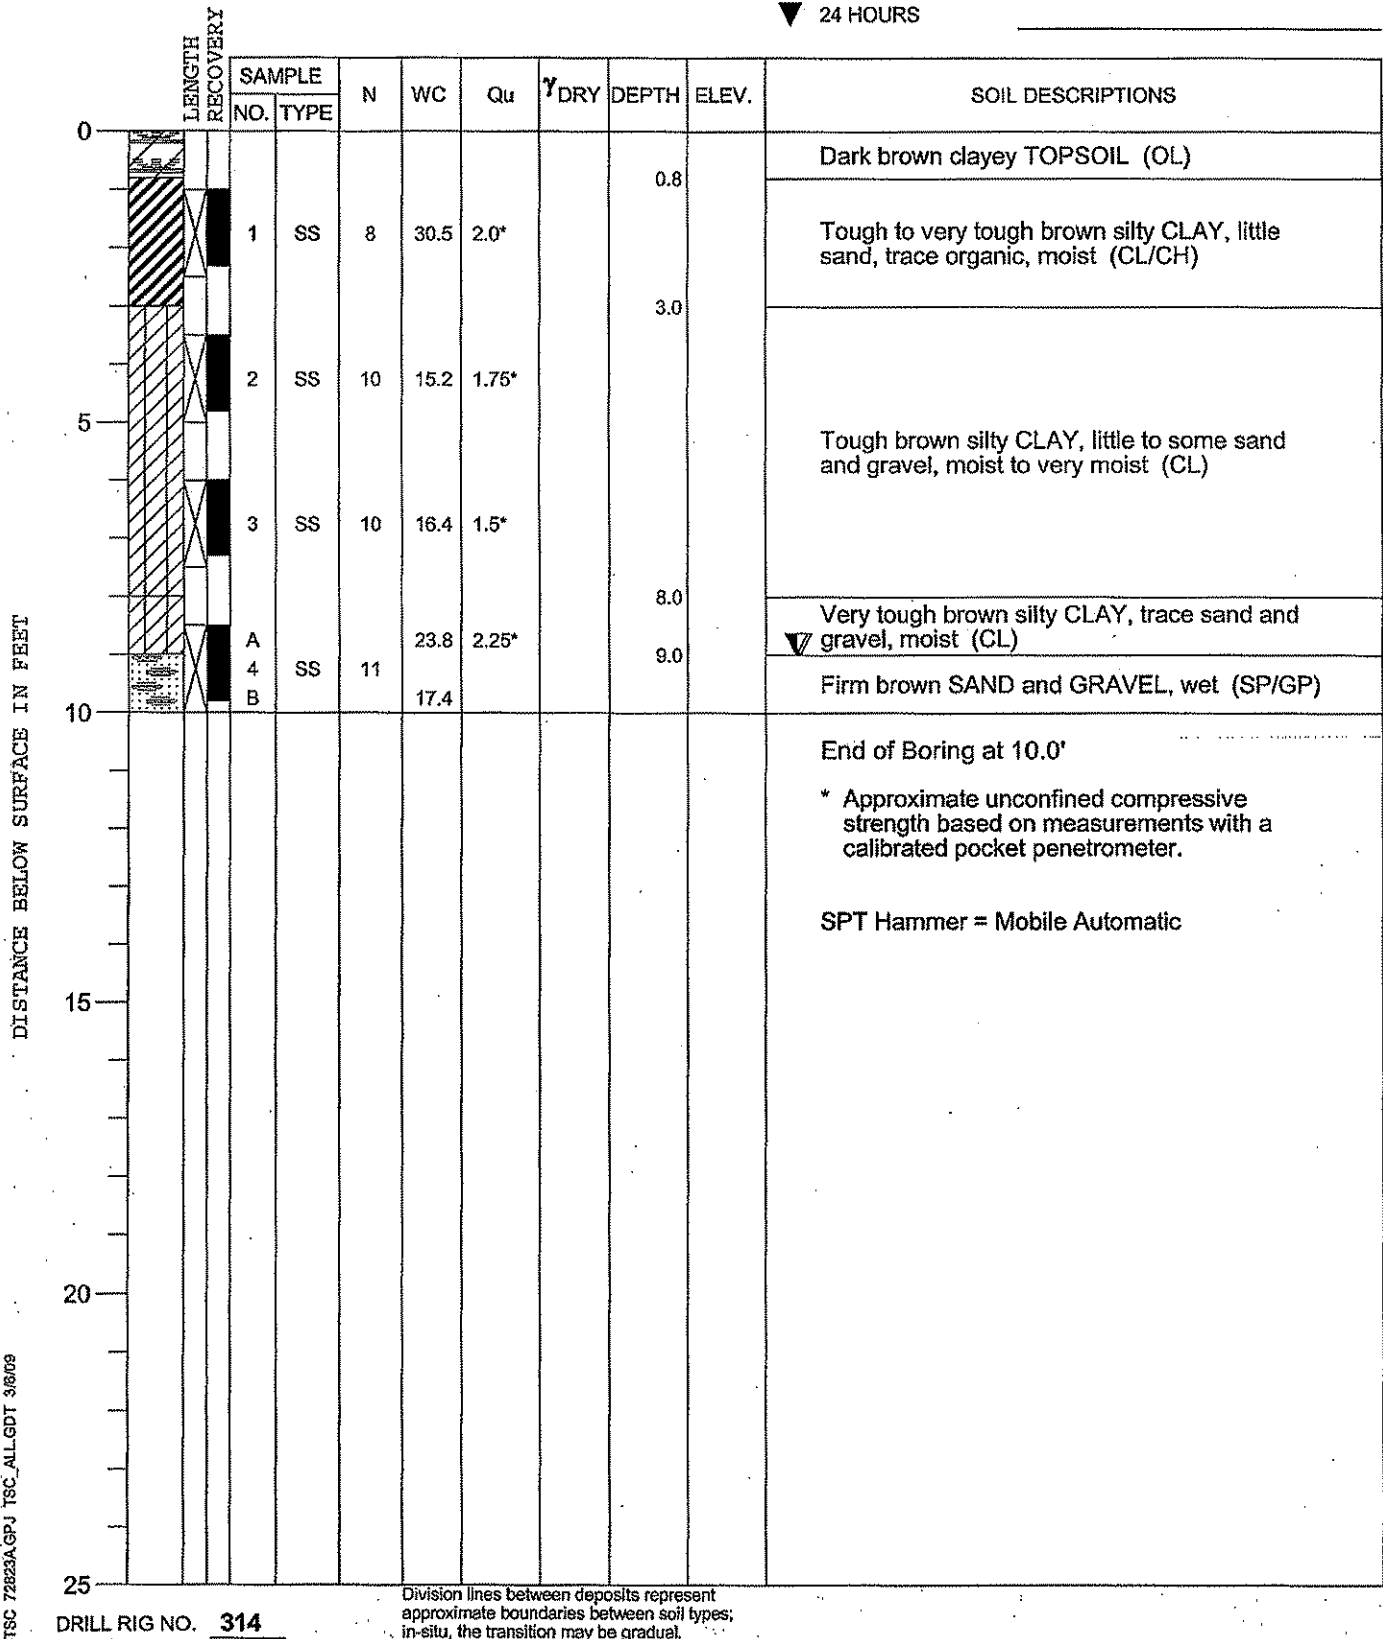 24 HOURS
LENGTH
RECOVERY
SAMPLE
NO. TYPE N WC Qu γDRY DEPTH ELEV. SOIL DESCRIPTIONS
0
Dark brown clayey TOPSOIL (OL)
0.8
1 SS 8 30.5 2.0*
Tough to very tough brown silty CLAY, little
sand, trace organic, moist (CL/CH)
3.0
2 SS 10 15.2 1.75*
5
Tough brown silty CLAY, little to some sand
and gravel, moist to very moist (CL)
3 SS 10 16.4 1.5*
8.0
Very tough brown silty CLAY, trace sand and
gravel, moist (CL)
A 23.8 2.25*
9.0
4 SS 11
B 17.4
Firm brown SAND and GRAVEL, wet (SP/GP)
10
End of Boring at 10.0'
* Approximate unconfined compressive
strength based on measurements with a
calibrated pocket penetrometer.
SPT Hammer = Mobile Automatic
15
20
25
DISTANCE BELOW SURFACE IN FEET
TSC 72823A.GPJ TSC_ALL.GDT 3/6/09
DRILL RIG NO. 314
Division lines between deposits represent
approximate boundaries between soil types;
in-situ, the transition may be gradual.